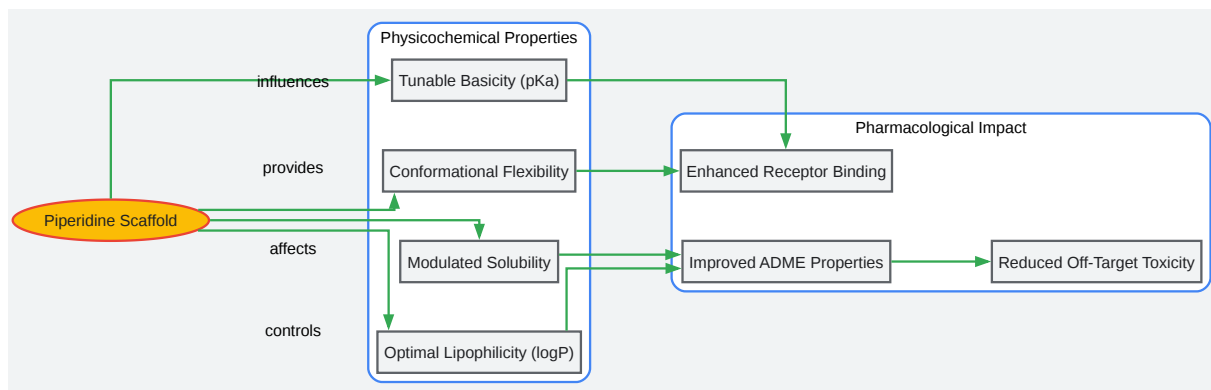 Physicochemical Properties
influences
Tunable Basicity (pKa)
Pharmacological Impact
provides
Conformational Flexibility
Enhanced Receptor Binding
Piperidine Scaffold
affects
Modulated Solubility
Improved ADME Properties
Reduced Off-Target Toxicity
controls
Optimal Lipophilicity (logP)